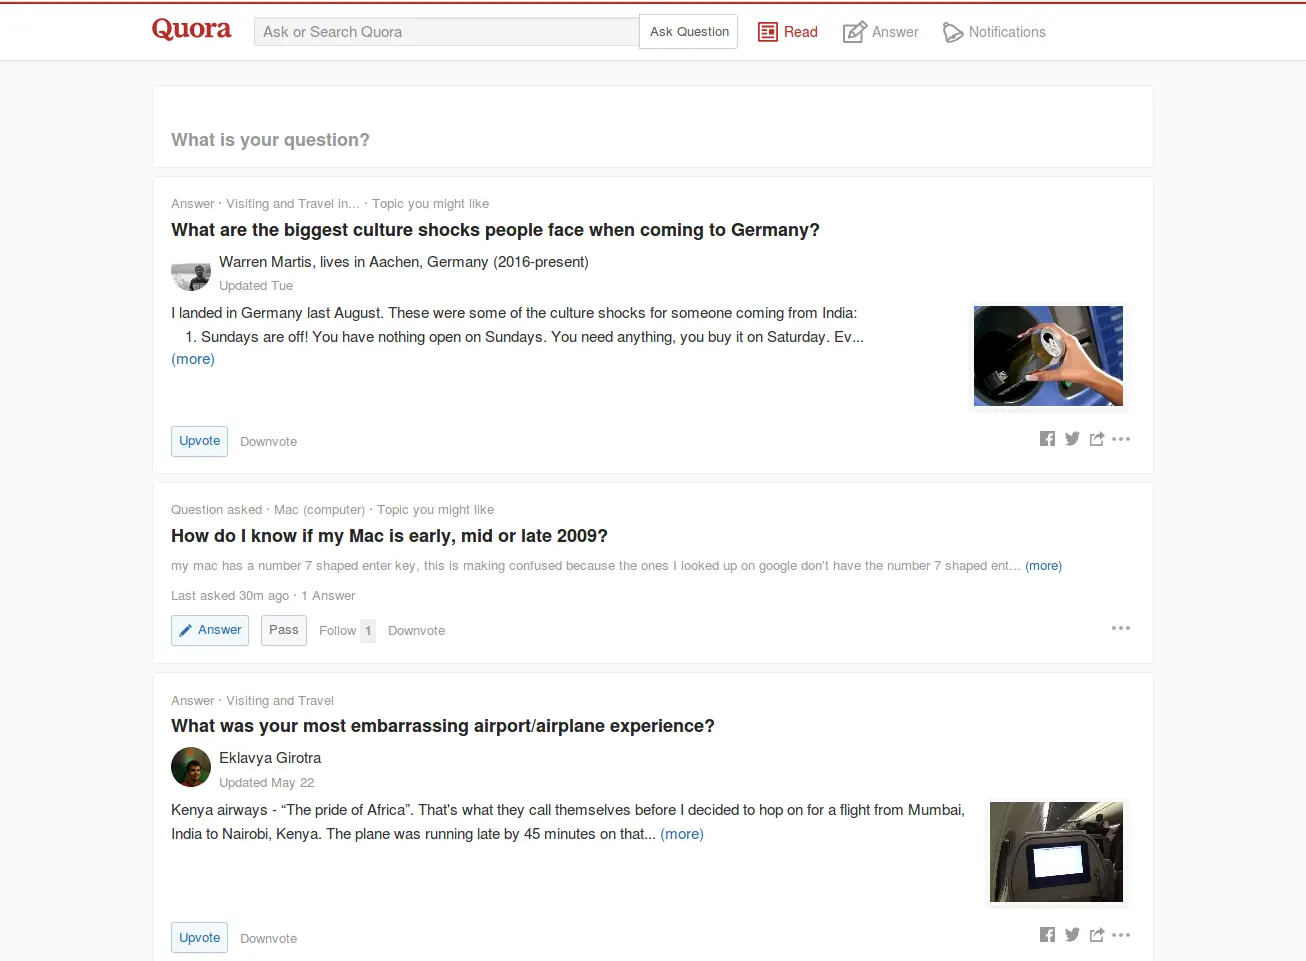 Quora
Ask or Search Quora
Ask Question
Read
Answer
Notifications
What is your question?
Answer · Visiting and Travel in... · Topic you might like
What are the biggest culture shocks people face when coming to Germany?
Warren Martis, lives in Aachen, Germany (2016-present)
Updated Tue
I landed in Germany last August. These were some of the culture shocks for someone coming from India:
1. Sundays are off! You have nothing open on Sundays. You need anything, you buy it on Saturday. Ev...
(more)
Upvote
Downvote
Question asked · Mac (computer) · Topic you might like
How do I know if my Mac is early, mid or late 2009?
my mac has a number 7 shaped enter key, this is making confused because the ones I looked up on google don't have the number 7 shaped ent... (more)
Last asked 30m ago · 1 Answer
Answer
Pass
Follow 1
Downvote
Answer · Visiting and Travel
What was your most embarrassing airport/airplane experience?
Eklavya Girotra
Updated May 22
Kenya airways - “The pride of Africa”. That's what they call themselves before I decided to hop on for a flight from Mumbai,
India to Nairobi, Kenya. The plane was running late by 45 minutes on that... (more)
Upvote
Downvote